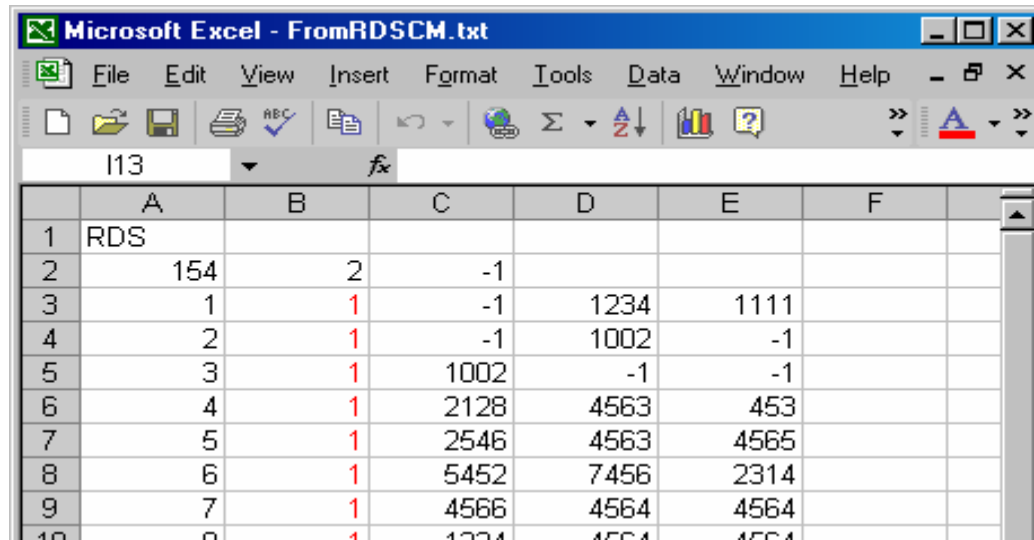 Microsoft Excel - FromRDSCM.txt
File Edit View Insert Format Tools Data Window Help
I13 fx
A B C D E F
1 RDS
2 154 2 -1
3 1 1 -1 1234 1111
4 2 1 -1 1002 -1
5 3 1 1002 -1 -1
6 4 1 2128 4563 453
7 5 1 2546 4563 4565
8 6 1 5452 7456 2314
9 7 1 4566 4564 4564